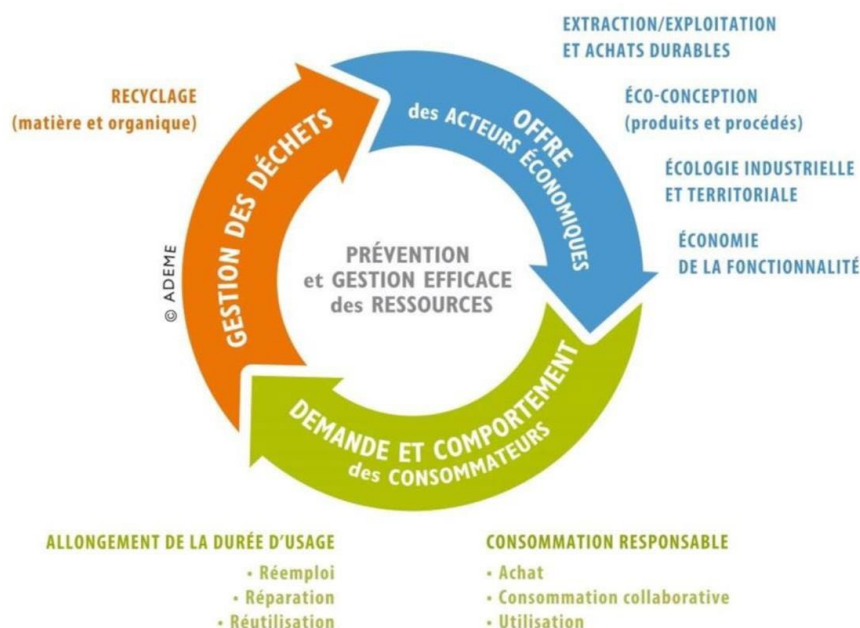 EXTRACTION/EXPLOITATION
ET ACHATS DURABLES
ÉCO-CONCEPTION
(produits et procédés)
ÉCOLOGIE INDUSTRIELLE
ET TERRITORIALE
ÉCONOMIE
DE LA FONCTIONNALITÉ
RECYCLAGE
(matière et organique)
OFFRE
des ACTEURS ÉCONOMIQUES
GESTION DES DÉCHETS
PRÉVENTION
et GESTION EFFICACE
des RESSOURCES
© ADEME
DEMANDE ET COMPORTEMENT
des CONSOMMATEURS
ALLONGEMENT DE LA DURÉE D'USAGE
• Réemploi
• Réparation
• Réutilisation
CONSOMMATION RESPONSABLE
• Achat
• Consommation collaborative
• Utilisation